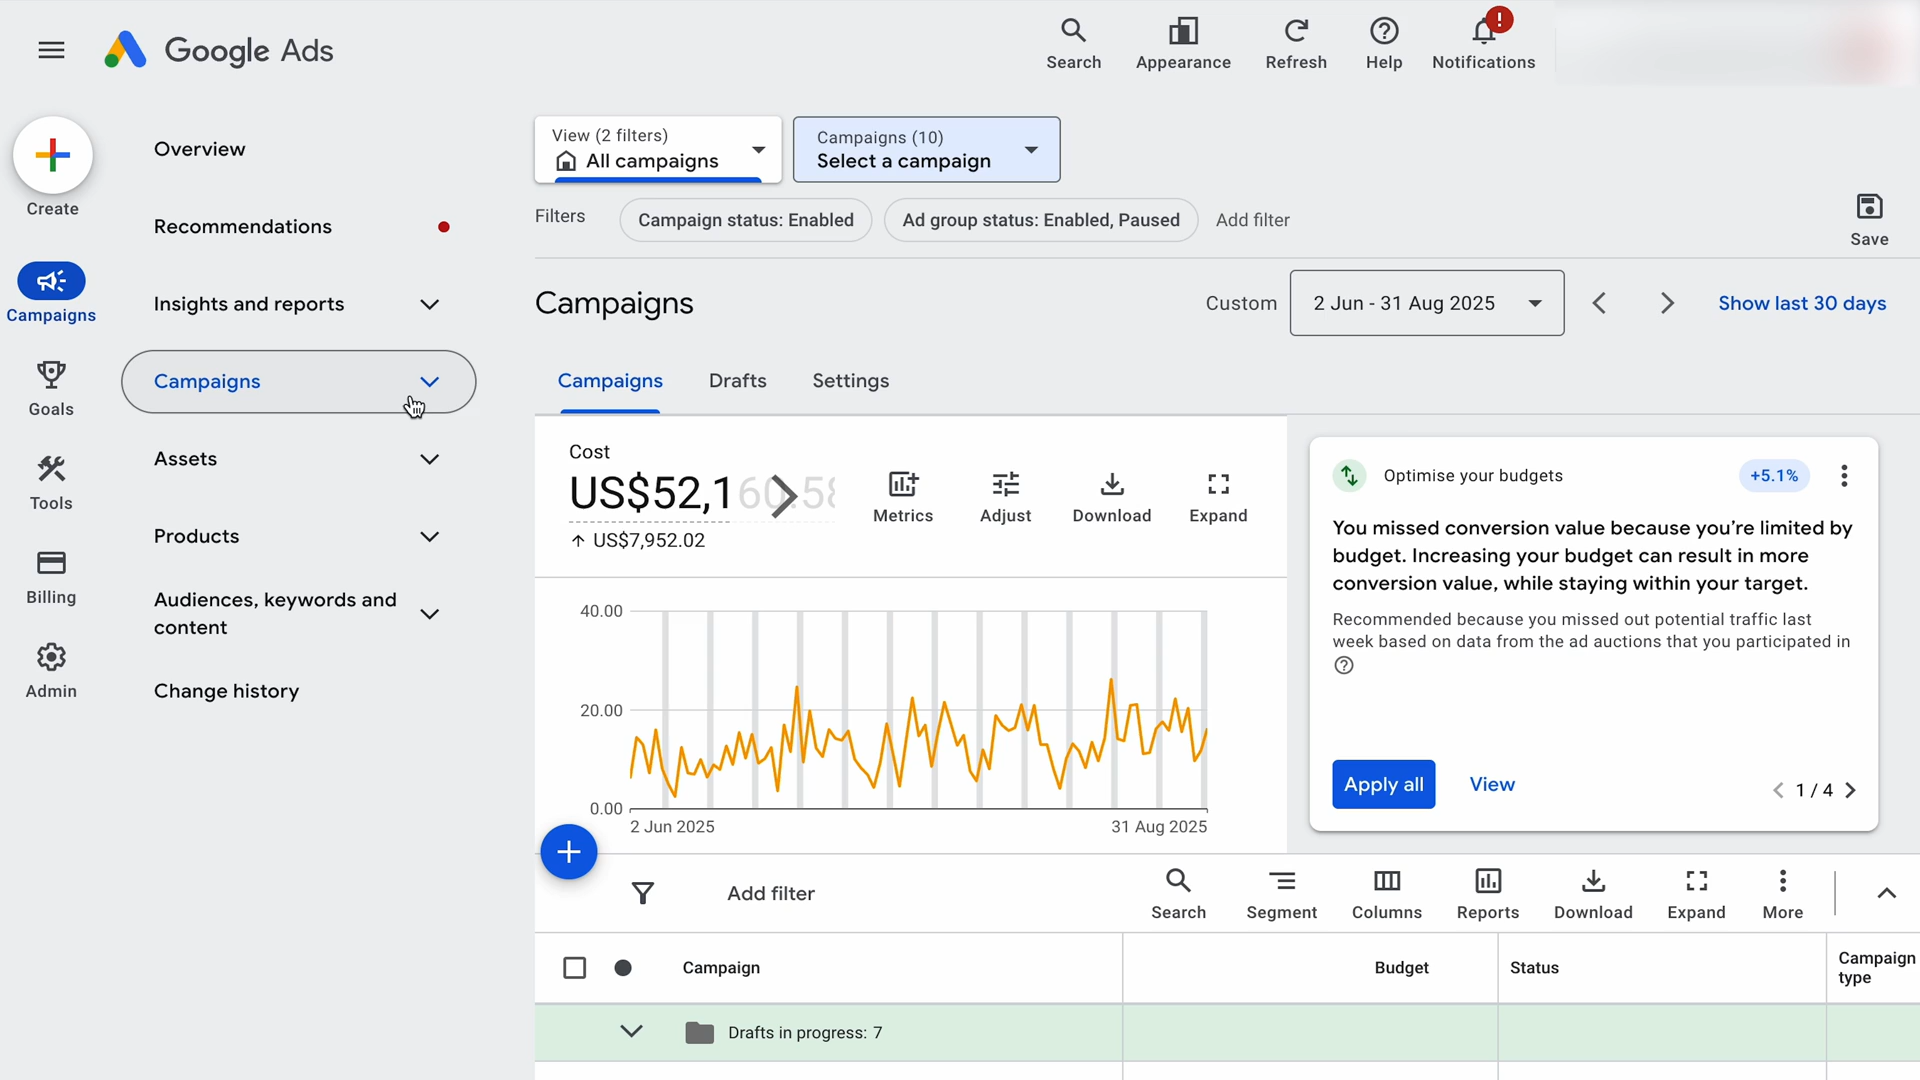 Google Ads
Search
Appearance
Refresh
Help
!
Notifications
Create
Campaigns
Goals
Tools
Billing
Admin
Overview
Recommendations
Insights and reports
Campaigns
Assets
Products
Audiences, keywords and
content
Change history
View (2 filters)
All campaigns
Campaigns (10)
Select a campaign
Filters
Campaign status: Enabled
Ad group status: Enabled, Paused
Add filter
Save
Campaigns
Custom
2 Jun - 31 Aug 2025
Show last 30 days
Campaigns
Drafts
Settings
Cost
US$52,160.58
US$7,952.02
Metrics
Adjust
Download
Expand
40.00
20.00
0.00
2 Jun 2025
31 Aug 2025
Optimise your budgets
+5.1%
You missed conversion value because you're limited by
budget. Increasing your budget can result in more
conversion value, while staying within your target.
Recommended because you missed out potential traffic last
week based on data from the ad auctions that you participated in
Apply all
View
1 / 4
Add filter
Search
Segment
Columns
Reports
Download
Expand
More
Campaign
Budget
Status
Campaign
type
Drafts in progress: 7